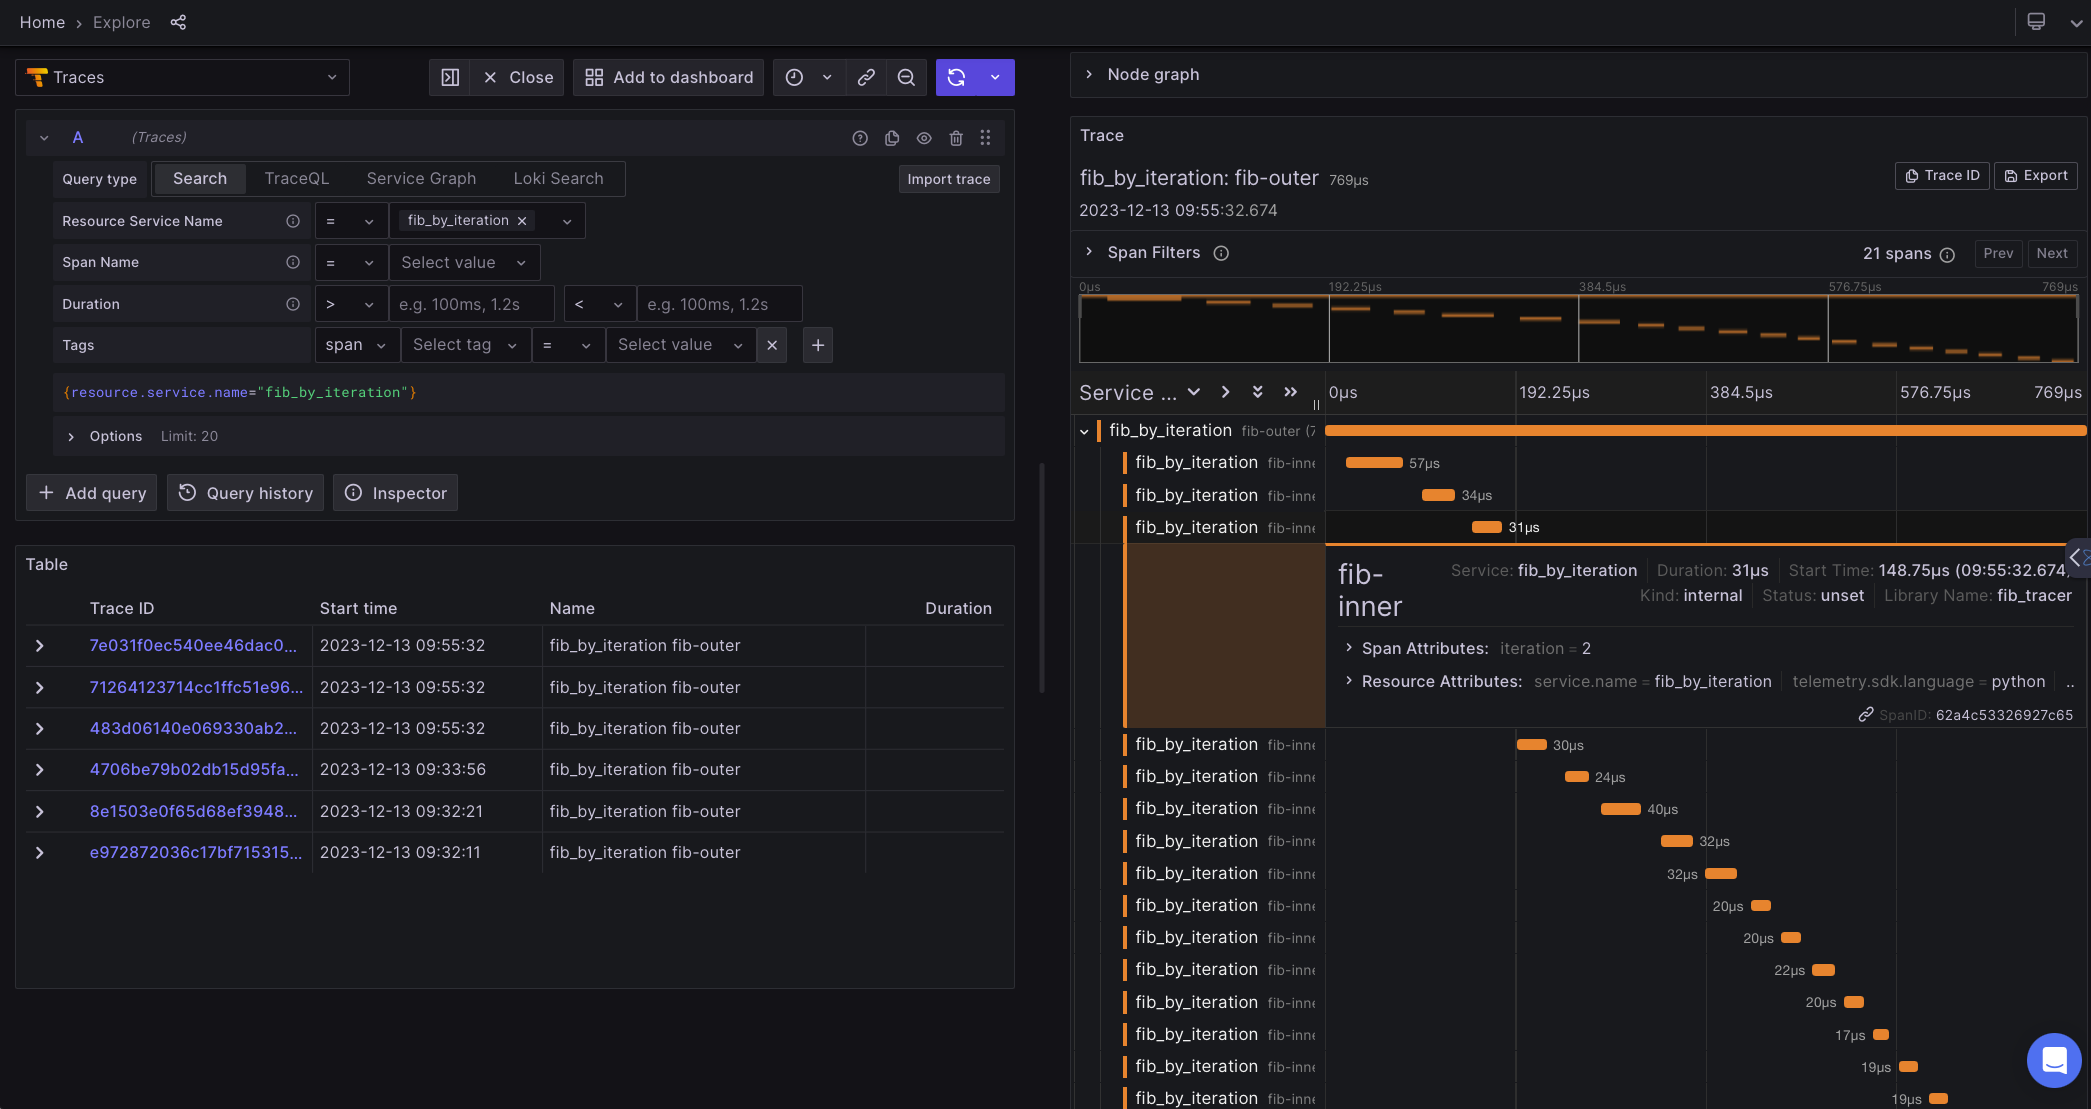 Home › Explore
Traces
Close
Add to dashboard
A (Traces)
Query type Search TraceQL Service Graph Loki Search Import trace
Resource Service Name = fib_by_iteration
Span Name = Select value
Duration > e.g. 100ms, 1.2s < e.g. 100ms, 1.2s
Tags span Select tag = Select value
{resource.service.name="fib_by_iteration"}
Options Limit: 20
Add query Query history Inspector
Table
Trace ID Start time Name Duration
7e031f0ec540ee46dac0... 2023-12-13 09:55:32 fib_by_iteration fib-outer
71264123714cc1ffc51e96... 2023-12-13 09:55:32 fib_by_iteration fib-outer
483d06140e069330ab2... 2023-12-13 09:55:32 fib_by_iteration fib-outer
4706be79b02db15d95fa... 2023-12-13 09:33:56 fib_by_iteration fib-outer
8e1503e0f65d68ef3948... 2023-12-13 09:32:21 fib_by_iteration fib-outer
e972872036c17bf715315... 2023-12-13 09:32:11 fib_by_iteration fib-outer
Node graph
Trace
fib_by_iteration: fib-outer 769µs Trace ID Export
2023-12-13 09:55:32.674
Span Filters 21 spans Prev Next
0µs 192.25µs 384.5µs 576.75µs 769µs
Service ... 0µs 192.25µs 384.5µs 576.75µs 769µs
fib_by_iteration fib-outer (7
fib_by_iteration fib-inne 57µs
fib_by_iteration fib-inne 34µs
fib_by_iteration fib-inne 31µs
fib-inner
Service: fib_by_iteration Duration: 31µs Start Time: 148.75µs (09:55:32.674)
Kind: internal Status: unset Library Name: fib_tracer
Span Attributes: iteration = 2
Resource Attributes: service.name = fib_by_iteration telemetry.sdk.language = python ..
SpanID: 62a4c53326927c65
fib_by_iteration fib-inne 30µs
fib_by_iteration fib-inne 24µs
fib_by_iteration fib-inne 40µs
fib_by_iteration fib-inne 32µs
fib_by_iteration fib-inne 32µs
fib_by_iteration fib-inne 20µs
fib_by_iteration fib-inne 20µs
fib_by_iteration fib-inne 22µs
fib_by_iteration fib-inne 20µs
fib_by_iteration fib-inne 17µs
fib_by_iteration fib-inne 19µs
fib_by_iteration fib-inne 19µs